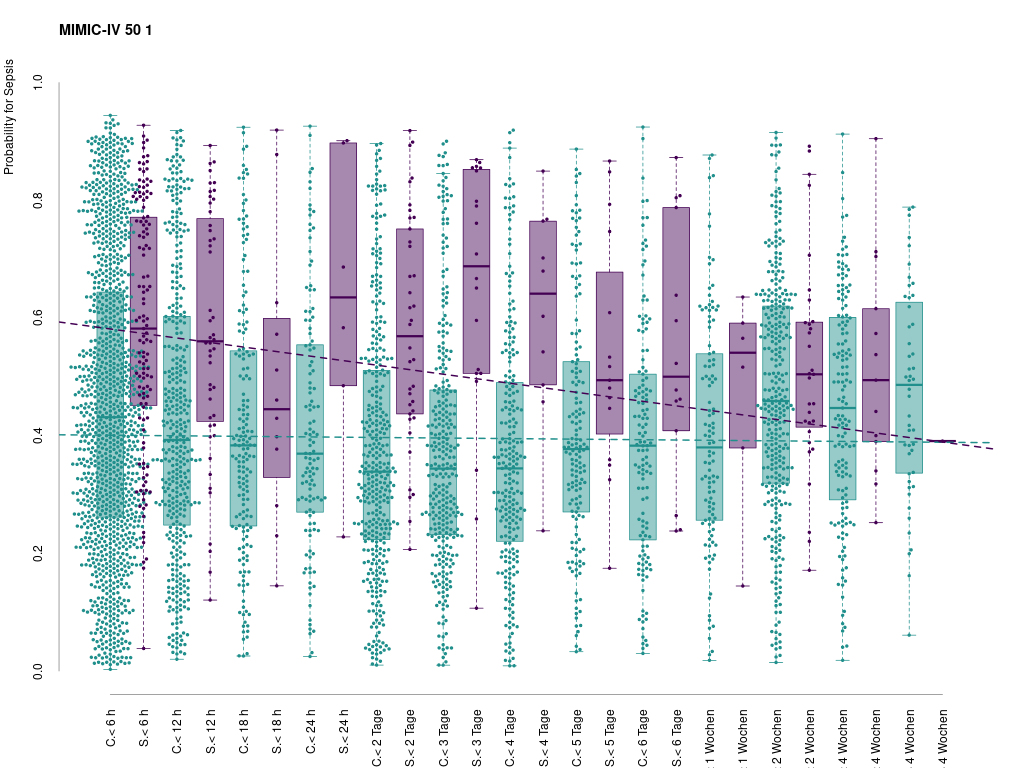 MIMIC-IV 50 1
Probability for Sepsis
1.0
0.8
0.6
0.4
0.2
0.0
C.< 6 h
S.< 6 h
C.< 12 h
S.< 12 h
C.< 18 h
S.< 18 h
C.< 24 h
S.< 24 h
C.< 2 Tage
S.< 2 Tage
C.< 3 Tage
S.< 3 Tage
C.< 4 Tage
S.< 4 Tage
C.< 5 Tage
S.< 5 Tage
C.< 6 Tage
S.< 6 Tage
1 Wochen
1 Wochen
2 Wochen
2 Wochen
4 Wochen
4 Wochen
4 Wochen
4 Wochen